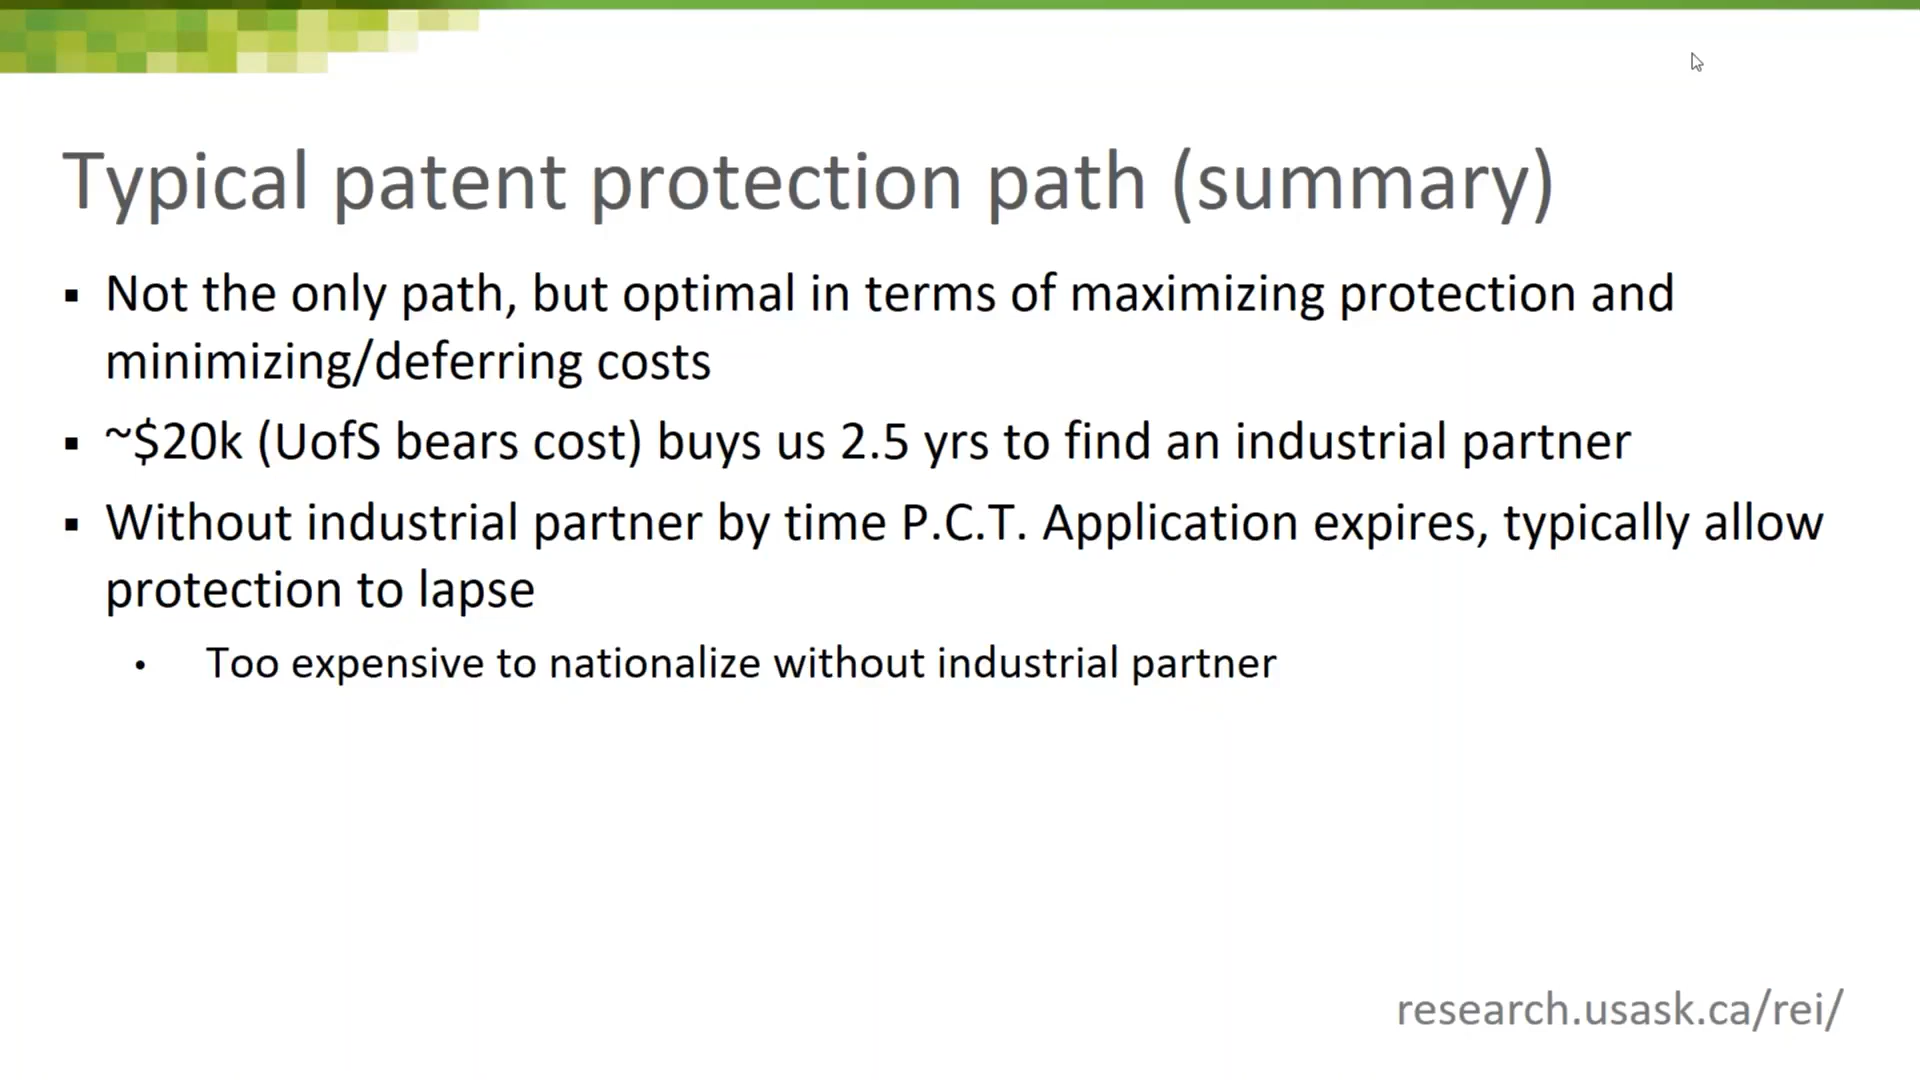 Typical patent protection path (summary)
▪ Not the only path, but optimal in terms of maximizing protection and
minimizing/deferring costs
▪ ~$20k (UofS bears cost) buys us 2.5 yrs to find an industrial partner
▪ Without industrial partner by time P.C.T. Application expires, typically allow
protection to lapse
• Too expensive to nationalize without industrial partner
research.usask.ca/rei/